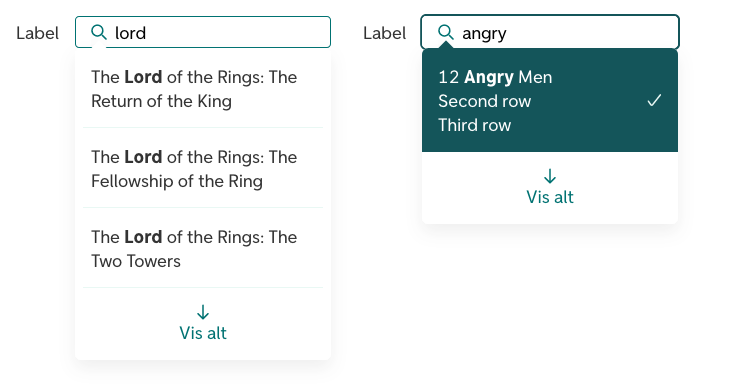 Label
lord
The Lord of the Rings: The
Return of the King
The Lord of the Rings: The
Fellowship of the Ring
The Lord of the Rings: The
Two Towers
Vis alt
Label
angry
12 Angry Men
Second row
Third row
Vis alt